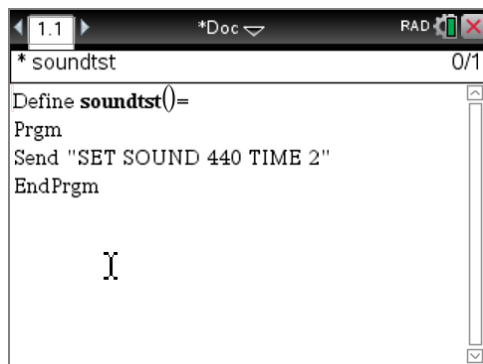 1.1 *Doc RAD
* soundtst 0/1
Define soundtst()=
Prgm
Send "SET SOUND 440 TIME 2"
EndPrgm